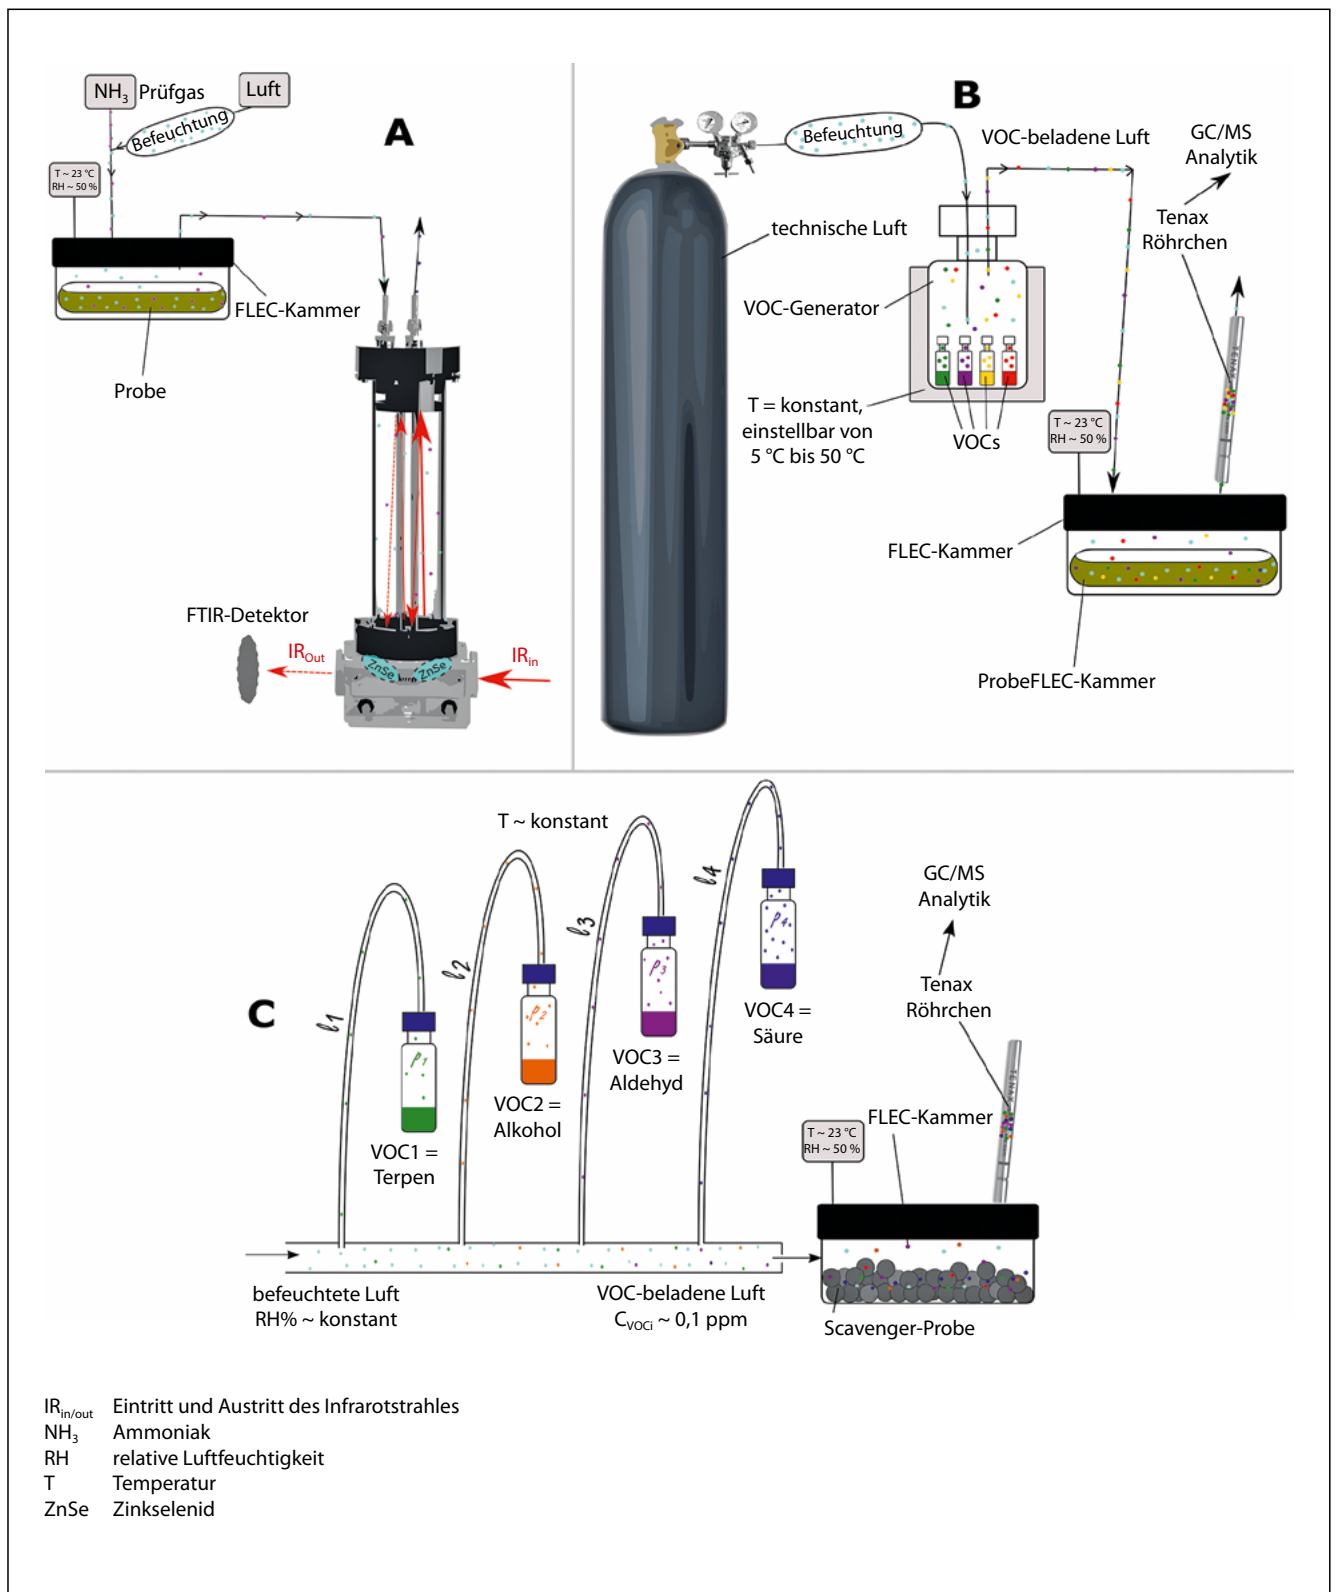 NH3 Prüfgas
Luft
Befeuchtung
A
T ~ 23 °C
RH ~ 50 %
FLEC-Kammer
Probe
FTIR-Detektor
IROut
IRin
ZnSe
ZnSe
B
Befeuchtung
VOC-beladene Luft
GC/MS
Analytik
Tenax
Röhrchen
technische Luft
VOC-Generator
TENAX
T = konstant,
einstellbar von
5 °C bis 50 °C
VOCs
T ~ 23 °C
RH ~ 50 %
FLEC-Kammer
ProbeFLEC-Kammer
C
T ~ konstant
l1
l2
l3
l4
p1
p2
p3
p4
VOC1 =
Terpen
VOC2 =
Alkohol
VOC3 =
Aldehyd
VOC4 =
Säure
GC/MS
Analytik
Tenax
Röhrchen
TENAX
FLEC-Kammer
T ~ 23 °C
RH ~ 50 %
befeuchtete Luft
RH% ~ konstant
VOC-beladene Luft
CVOCi ~ 0,1 ppm
Scavenger-Probe
IRin/out Eintritt und Austritt des Infrarotstrahles
NH3 Ammoniak
RH relative Luftfeuchtigkeit
T Temperatur
ZnSe Zinkselenid